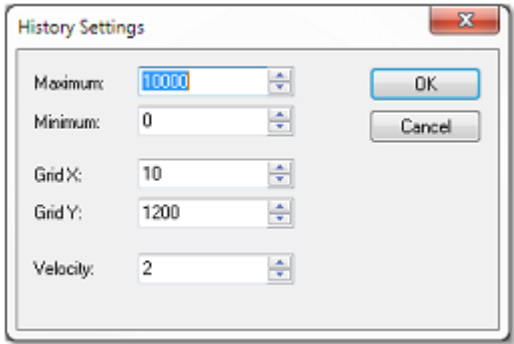 History Settings
Maximum: 10000
OK
Minimum: 0
Cancel
Grid X: 10
Grid Y: 1200
Velocity: 2